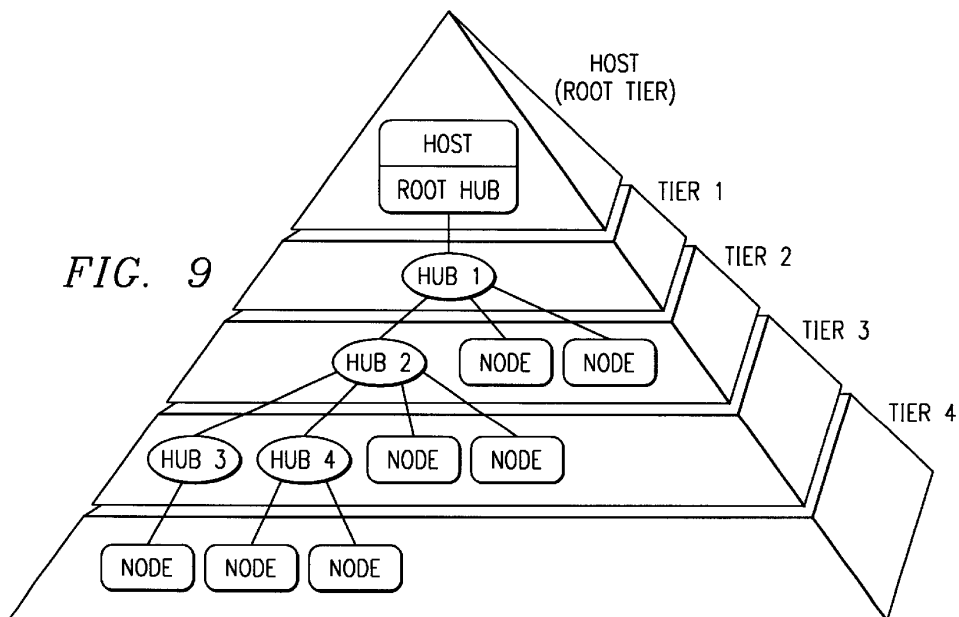 HOST
(ROOT TIER)
HOST
ROOT HUB
TIER 1
FIG. 9
HUB 1
TIER 2
HUB 2
NODE
NODE
TIER 3
HUB 3
HUB 4
NODE
NODE
TIER 4
NODE
NODE
NODE